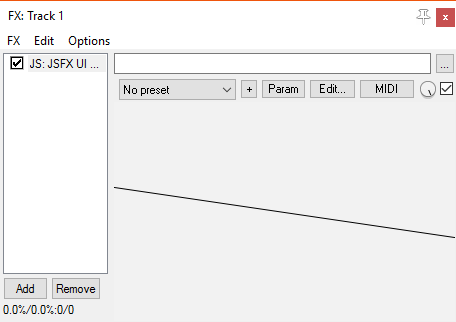 FX: Track 1
FX Edit Options
JS: JSFX UI ...
...
No preset + Param Edit... MIDI
Add Remove
0.0%/0.0%:0/0